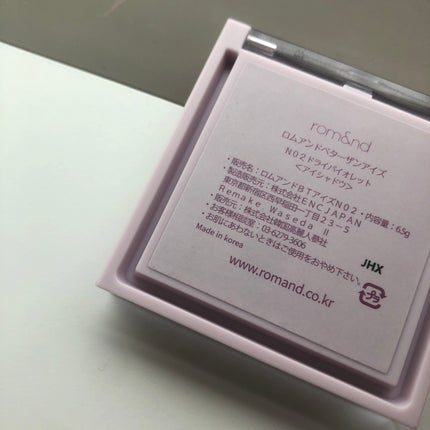 rom&nd
ロムアンドベターザンアイズ
N02ドライバイオレット
<アイシャドウ>
・販売名：ロムアンドBTアイズN02・内容量：6.5g
・製造販売元：株式会社ENC JAPAN
東京都新宿区西早稲田一丁目23－5
Remake Waseda Ⅱ
・販売元：株式会社韓国高麗人蔘社
・お客様相談室：03-6279-3606
・お肌にあわないときはご使用をおやめ下さい。
Made in korea
JHX
www.romand.co.kr
プラ